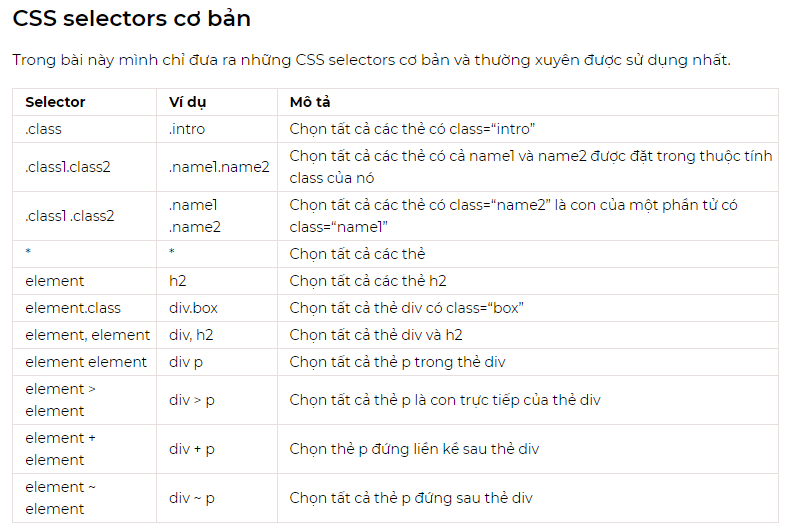 CSS selectors cơ bản
Trong bài này mình chỉ đưa ra những CSS selectors cơ bản và thường xuyên được sử dụng nhất.
Selector Ví dụ Mô tả
.class .intro Chọn tất cả các thẻ có class=“intro”
.class1.class2 .name1.name2 Chọn tất cả các thẻ có cả name1 và name2 được đặt trong thuộc tính
class của nó
.class1 .class2 .name1
.name2 Chọn tất cả các thẻ có class=“name2” là con của một phần tử có
class=“name1”
* * Chọn tất cả các thẻ
element h2 Chọn tất cả các thẻ h2
element.class div.box Chọn tất cả thẻ div có class=“box”
element, element div, h2 Chọn tất cả thẻ div và h2
element element div p Chọn tất cả thẻ p trong thẻ div
element >
element div > p Chọn tất cả thẻ p là con trực tiếp của thẻ div
element +
element div + p Chọn thẻ p đứng liền kề sau thẻ div
element ~
element div ~ p Chọn tất cả thẻ p đứng sau thẻ div